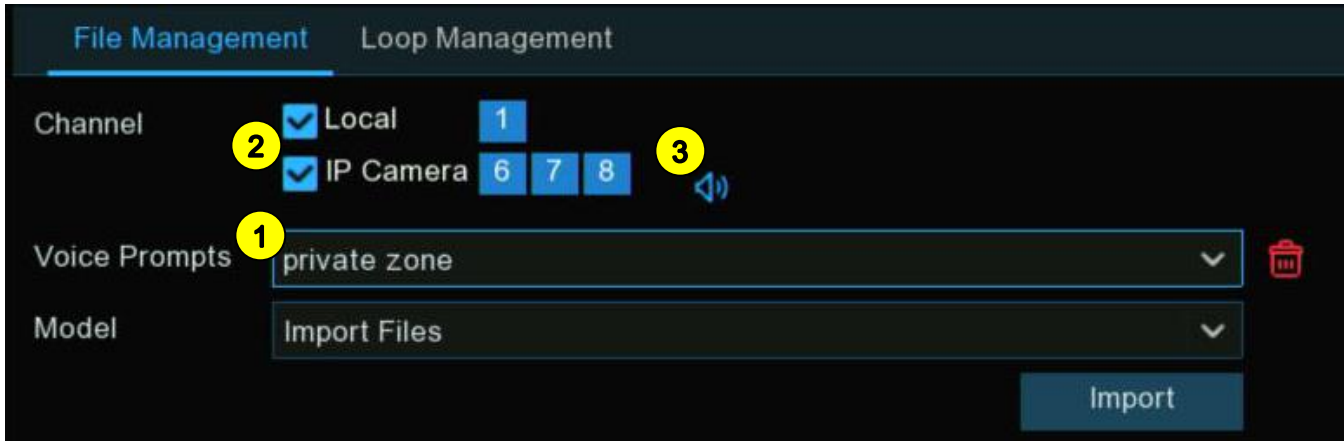 File Management Loop Management
Channel 2 Local 1
IP Camera 6 7 8 3
Voice Prompts 1 private zone
Model Import Files
Import